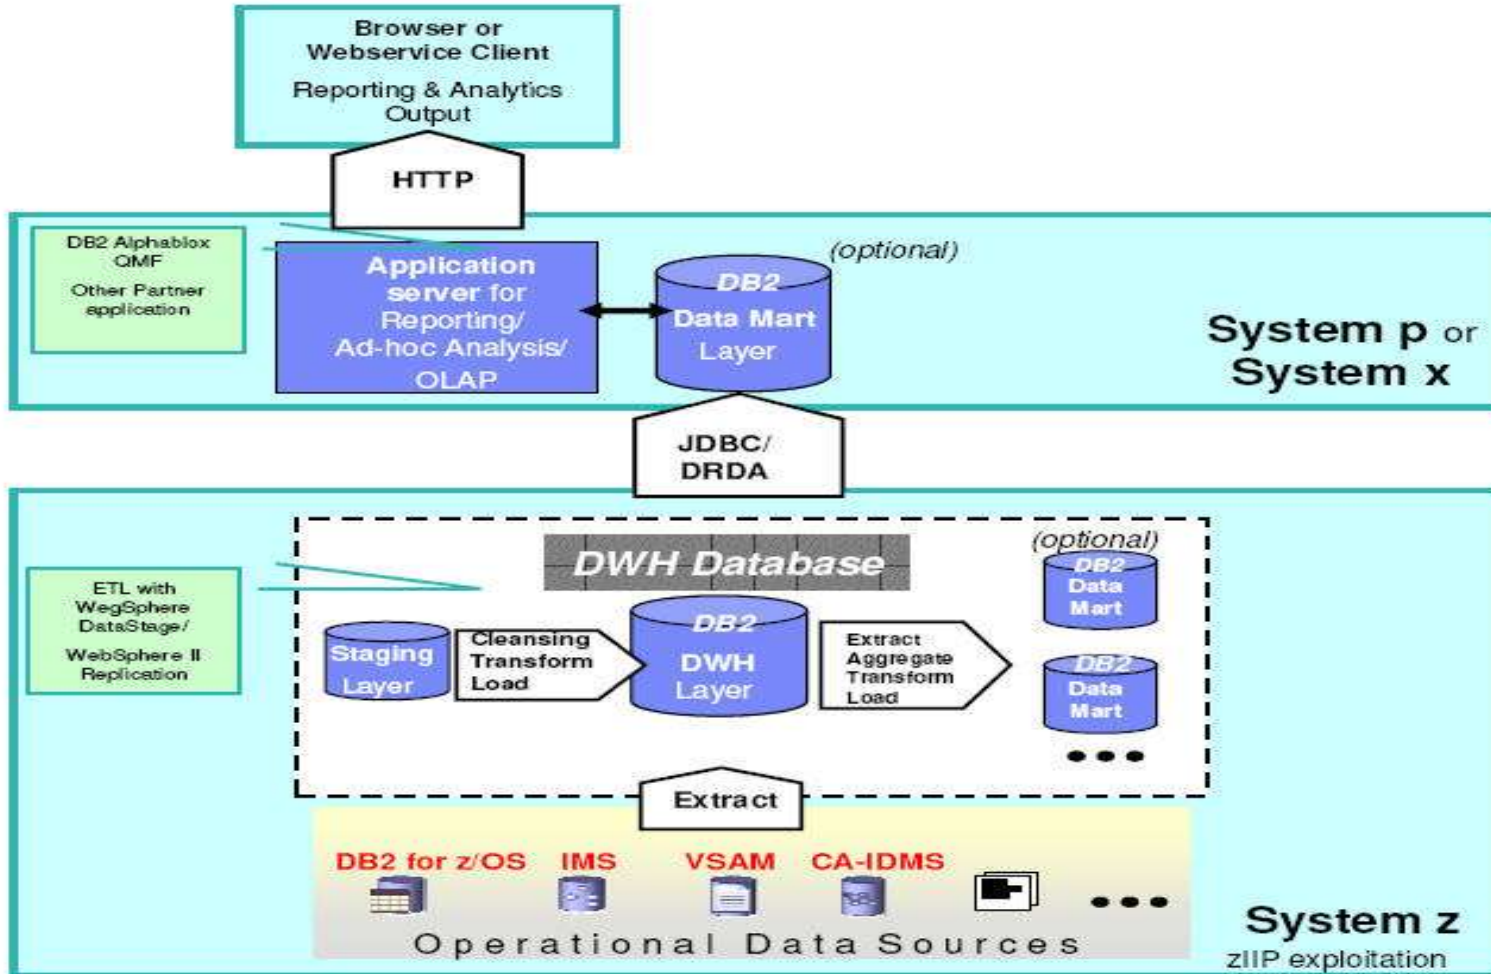 Browser or
Webservice Client
Reporting & Analytics
Output
HTTP
DB2 Alphablox
QMF
Other Partner
application
Application
server for
Reporting/
Ad-hoc Analysis/
OLAP
(optional)
DB2
Data Mart
Layer
System p or
System x
JDBC/
DRDA
DWH Database
(optional)
ETL with
WegSphere
DataStage/
WebSphere II
Replication
Staging
Layer
Cleansing
Transform
Load
DB2
DWH
Layer
Extract
Aggregate
Transform
Load
DB2
Data
Mart
DB2
Data
Mart
Extract
DB2 for z/OS
IMS
VSAM
CA-IDMS
Operational Data Sources
System z
zIIP exploitation